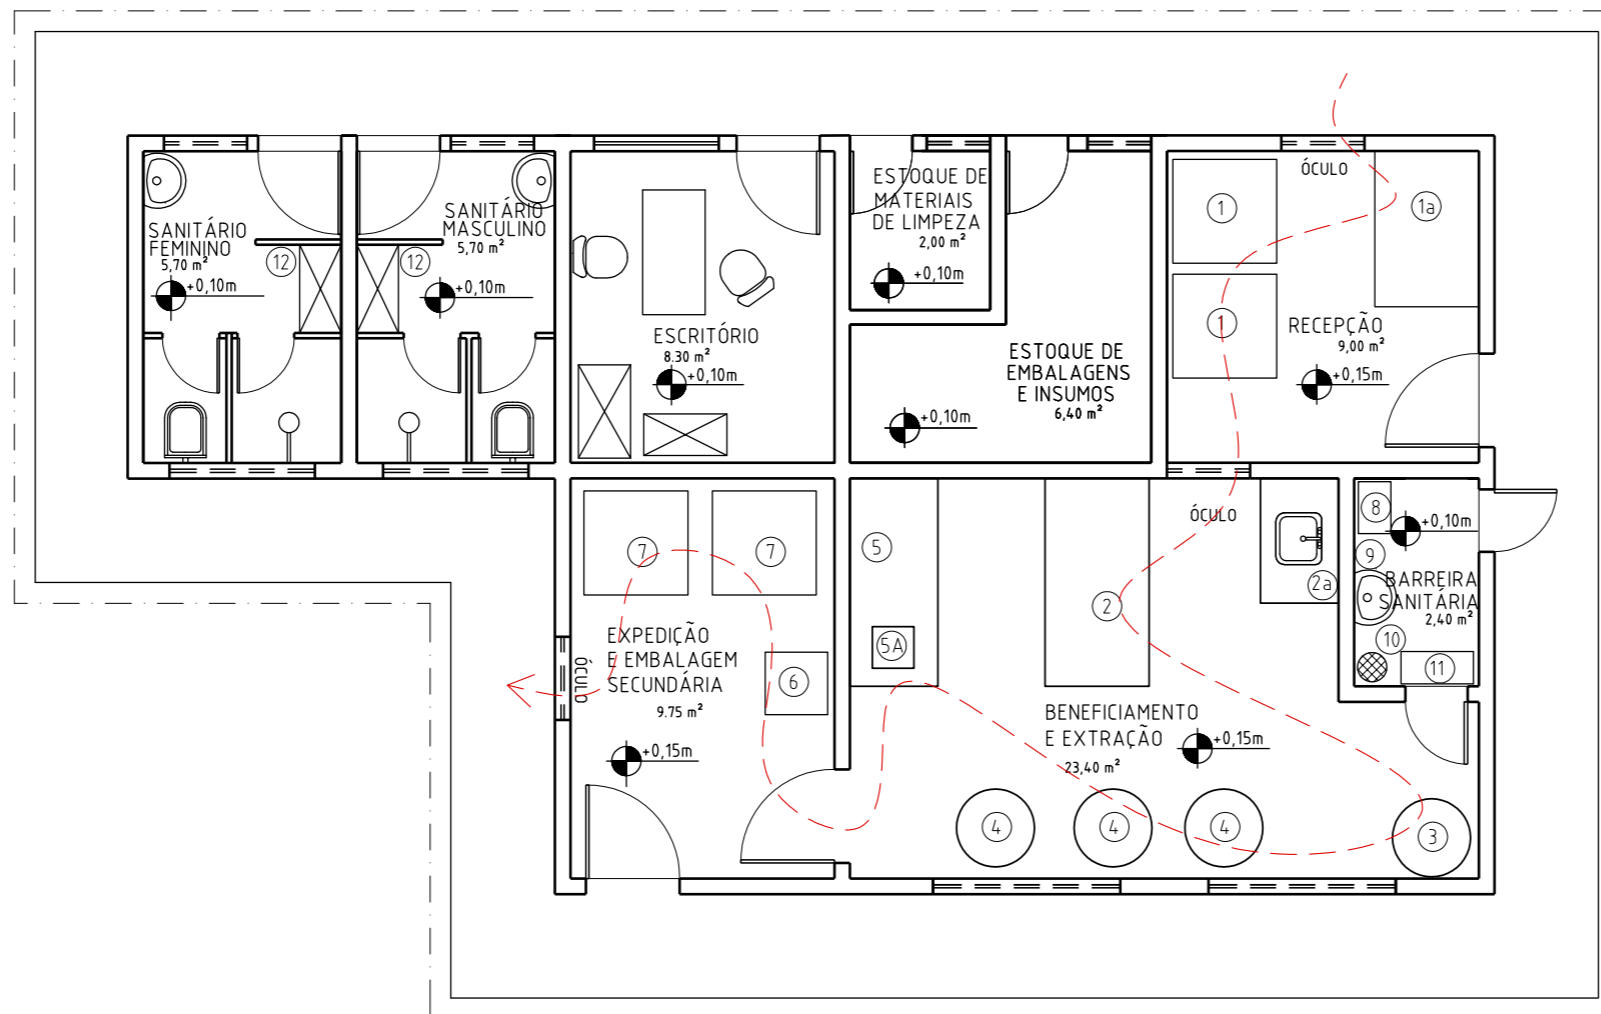 SANITÁRIO
FEMININO
5,70 m²
+0,10m
12
SANITÁRIO
MASCULINO
5,70 m²
+0,10m
12
ESCRITÓRIO
8.30 m²
+0,10m
ESTOQUE DE
MATERIAIS
DE LIMPEZA
2,00 m²
+0,10m
ESTOQUE DE
EMBALAGENS
E INSUMOS
6,40 m²
+0,10m
ÓCULO
1
1a
1
RECEPÇÃO
9,00 m²
+0,15m
7
7
EXPEDIÇÃO
E EMBALAGEM
SECUNDÁRIA
9.75 m²
+0,15m
ÓCULO
6
5
5A
2
ÓCULO
2a
BENEFICIAMENTO
E EXTRAÇÃO
23,40 m²
+0,15m
4
4
4
3
8
+0,10m
9
BARREIRA
SANITÁRIA
2,40 m²
10
11